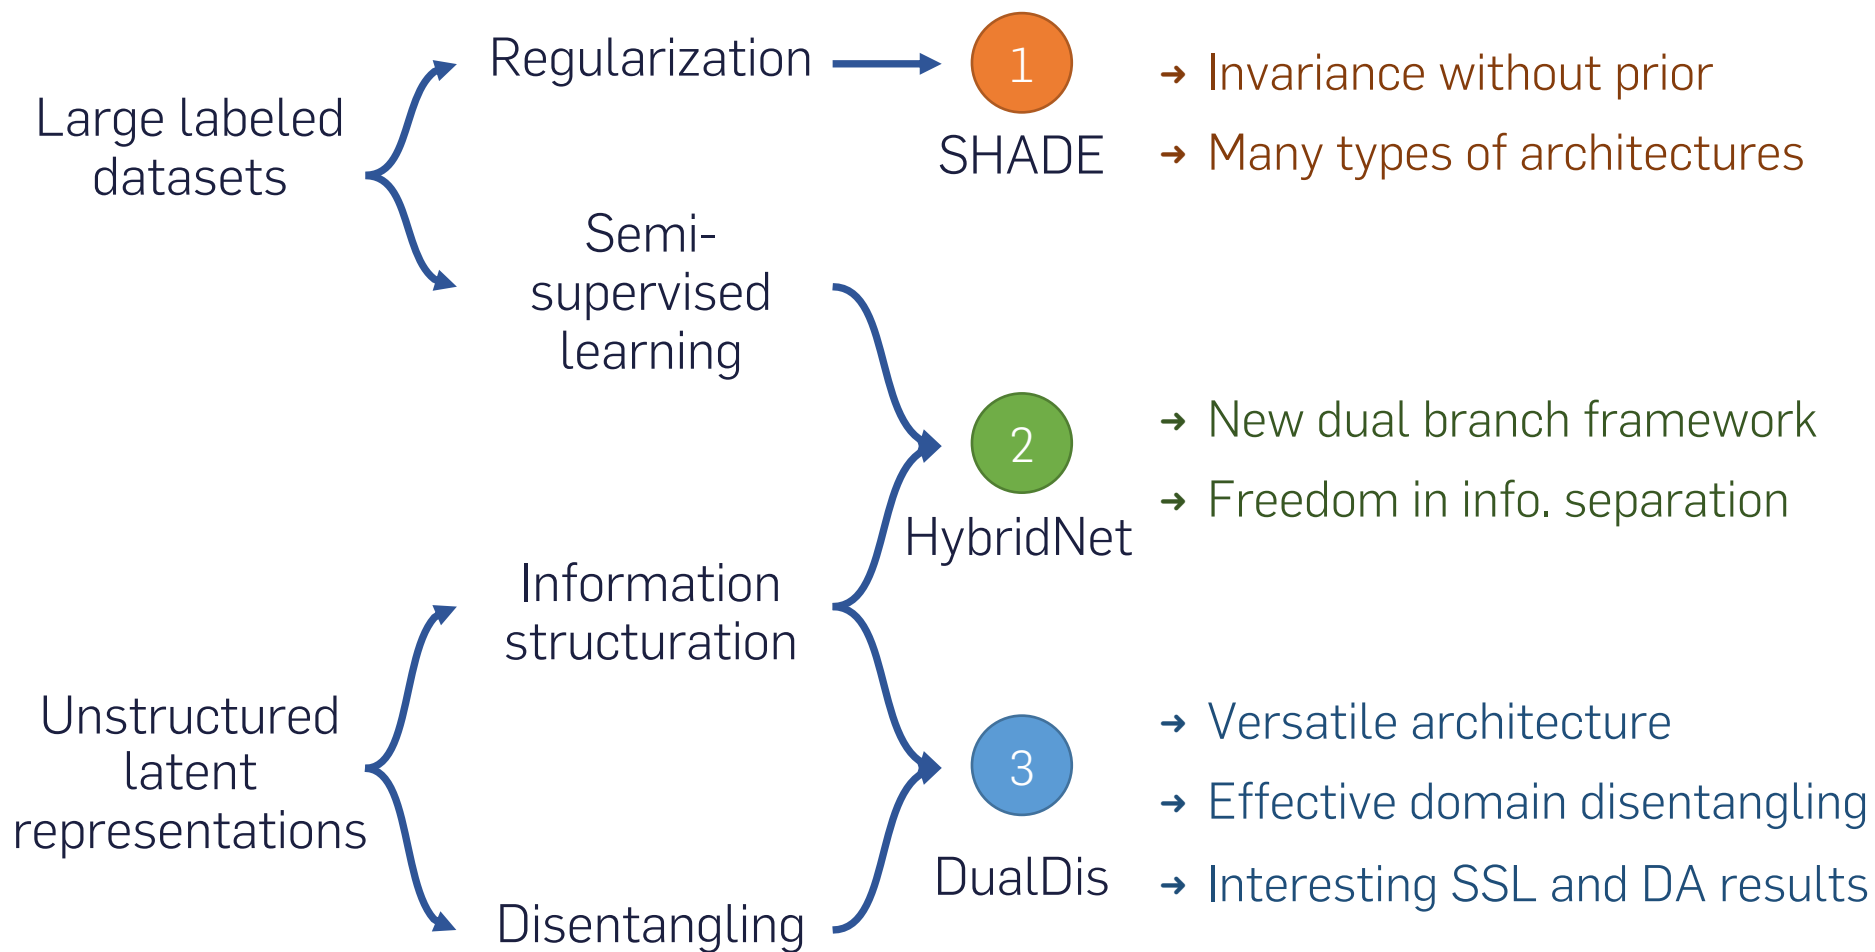 Large labeled
datasets
Regularization
1
SHADE
→ Invariance without prior
→ Many types of architectures
Semi-
supervised
learning
2
HybridNet
→ New dual branch framework
→ Freedom in info. separation
Information
structuration
Unstructured
latent
representations
3
DualDis
→ Versatile architecture
→ Effective domain disentangling
→ Interesting SSL and DA results
Disentangling